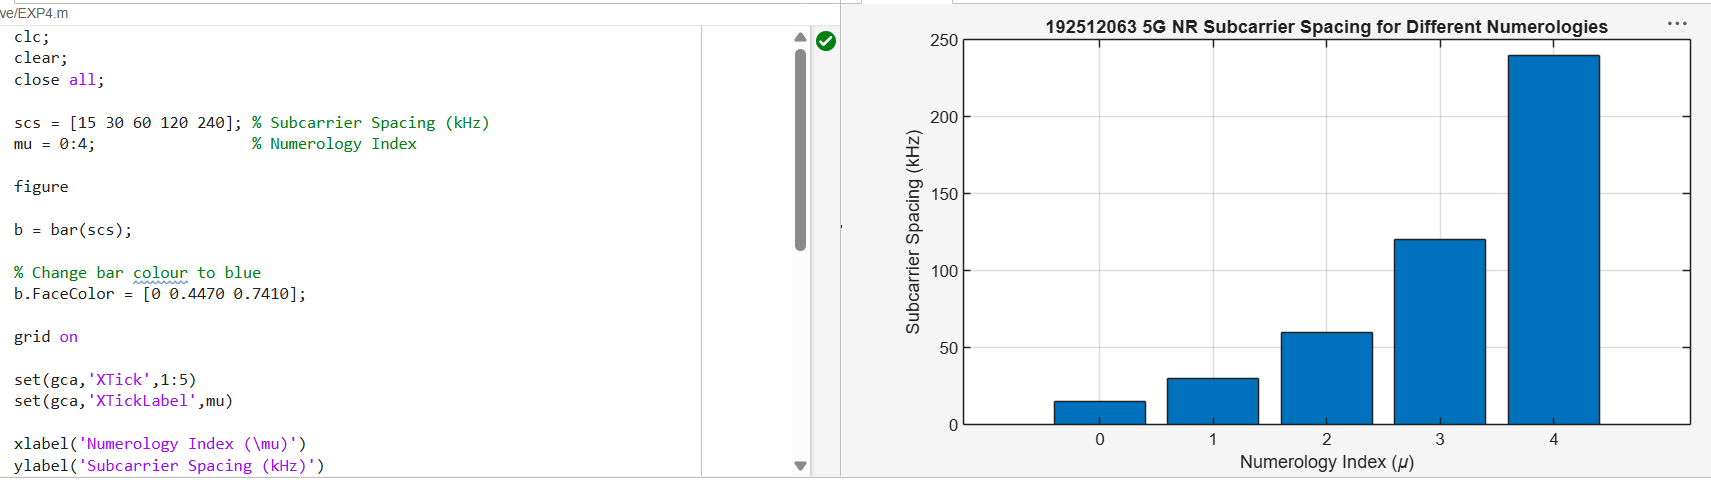 ve/EXP4.m
clc;
clear;
close all;
scs = [15 30 60 120 240]; % Subcarrier Spacing (kHz)
mu = 0:4; % Numerology Index
figure
b = bar(scs);
% Change bar colour to blue
b.FaceColor = [0 0.4470 0.7410];
grid on
set(gca,'XTick',1:5)
set(gca,'XTickLabel',mu)
xlabel('Numerology Index (\mu)')
ylabel('Subcarrier Spacing (kHz)')
192512063 5G NR Subcarrier Spacing for Different Numerologies
Subcarrier Spacing (kHz)
250
200
150
100
50
0
0 1 2 3 4
Numerology Index (μ)